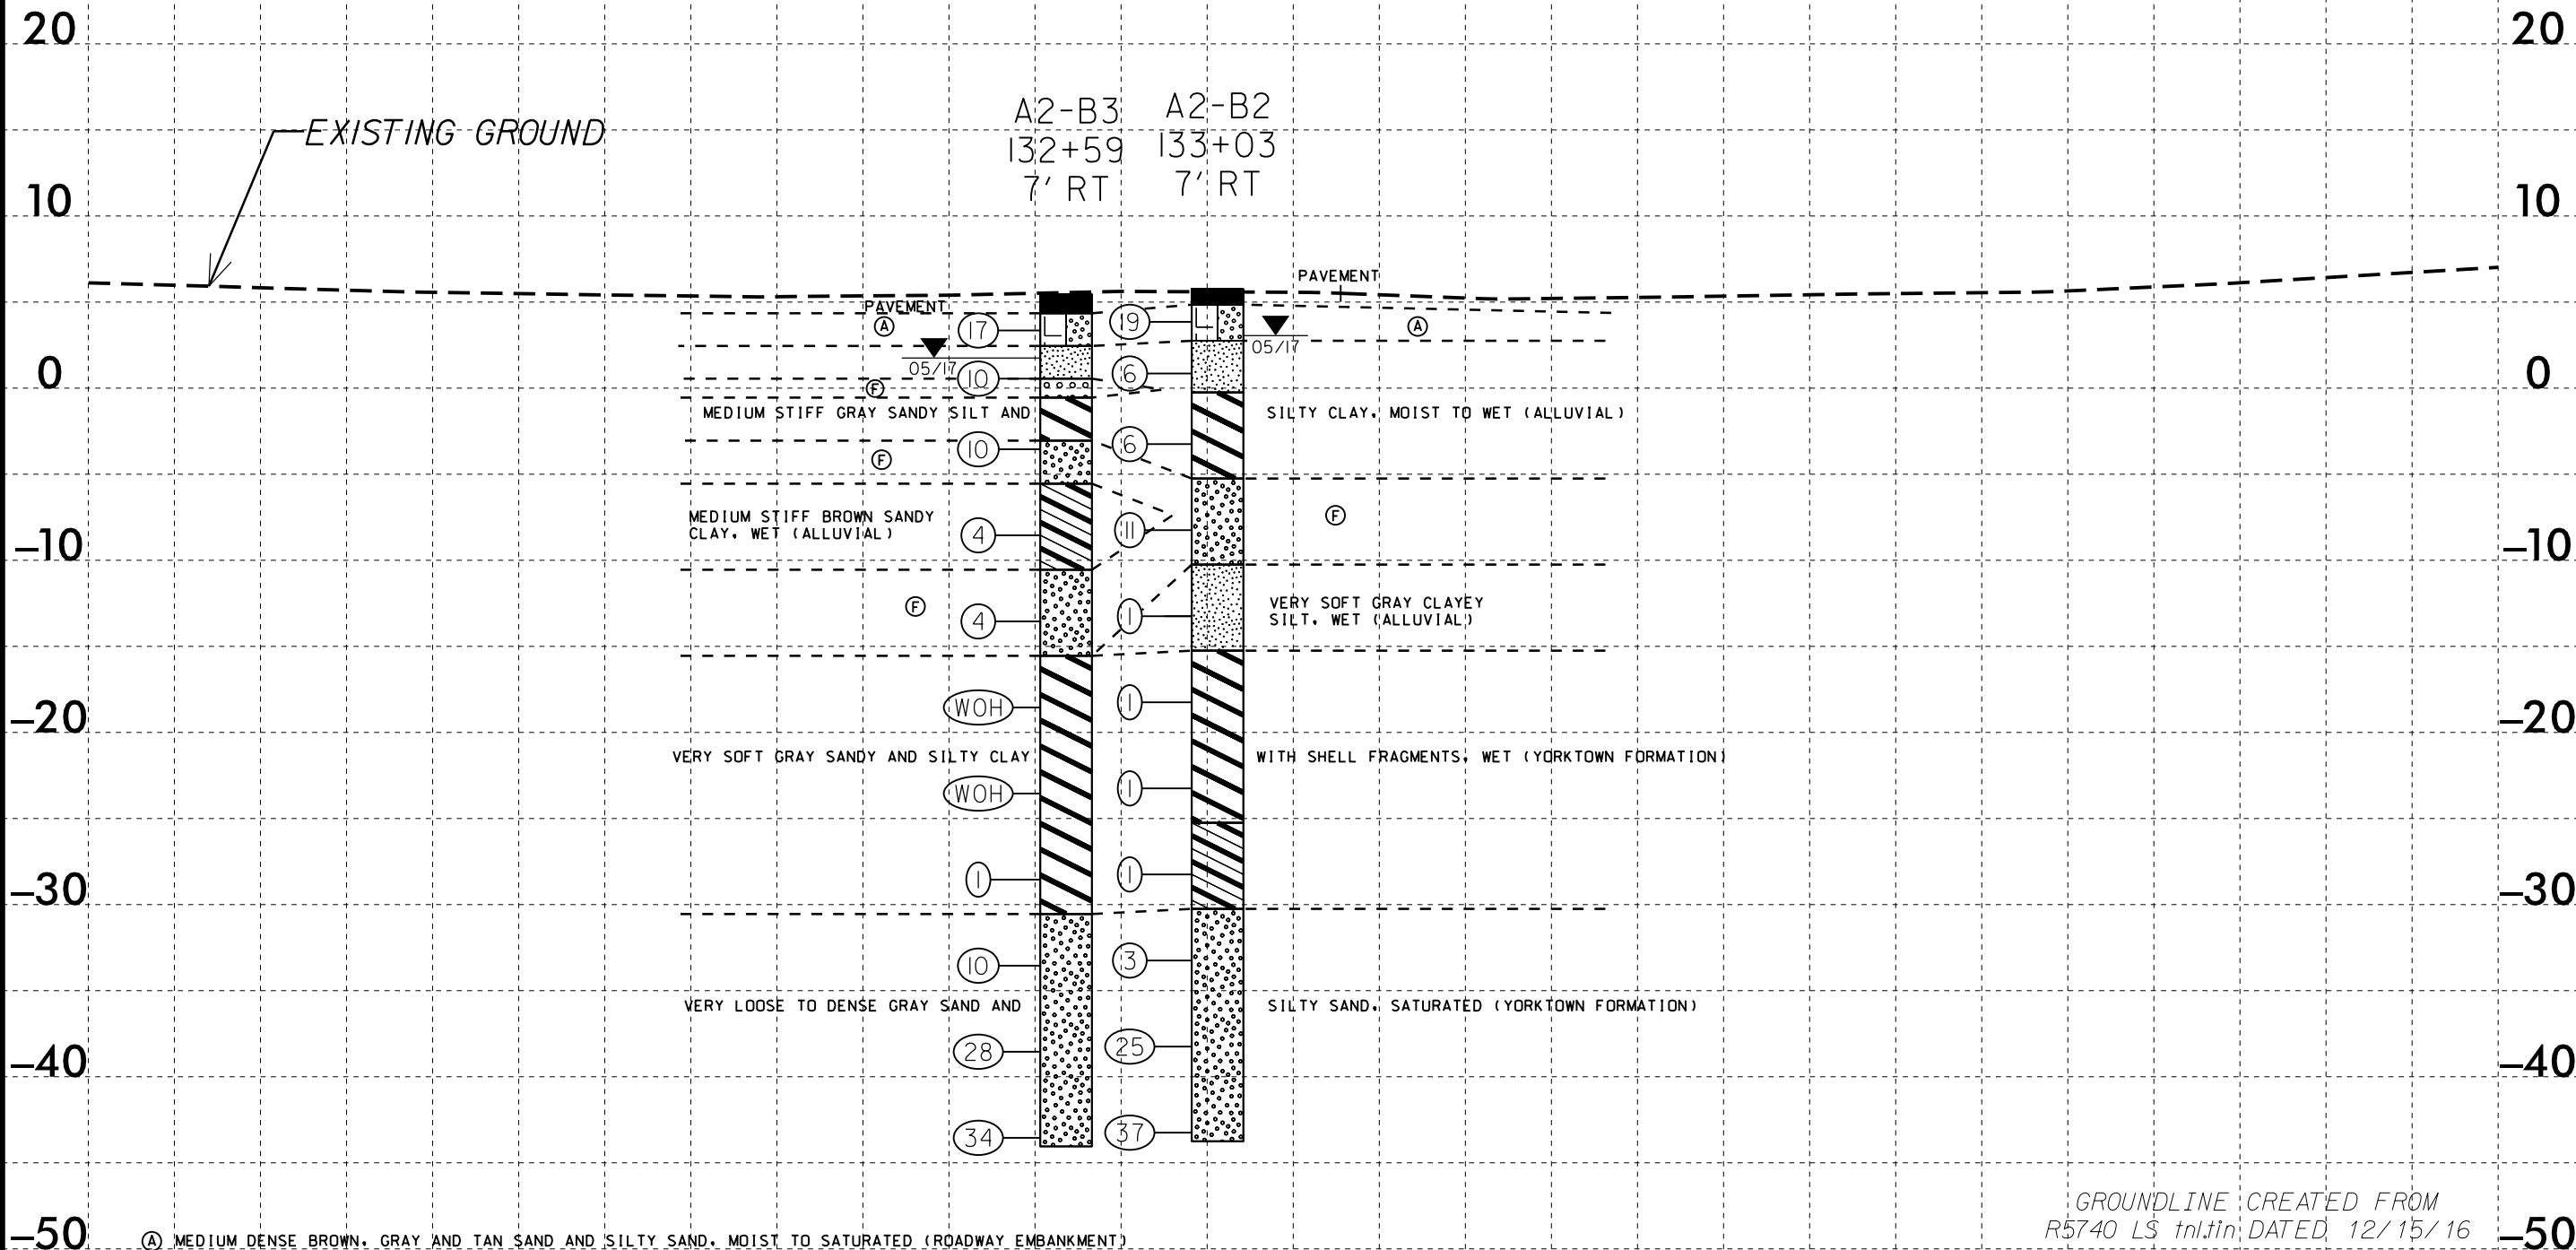 20 20
A2-B3 A2-B2
EXISTING GROUND
132+59 133+03
7' RT 7' RT
10 10
PAVEMENT
PAVEMENT
A 17 19 A
05/17
05/17
0 F 10 6 0
MEDIUM STIFF GRAY SANDY SILT AND SILTY CLAY, MOIST TO WET (ALLUVIAL)
10 6
F
MEDIUM STIFF BROWN SANDY F
CLAY, WET (ALLUVIAL) 4 11
-10 -10
F VERY SOFT GRAY CLAYEY
4 1 SILT, WET (ALLUVIAL)
WOH 1
-20 -20
VERY SOFT GRAY SANDY AND SILTY CLAY WITH SHELL FRAGMENTS, WET (YORKTOWN FORMATION)
WOH 1
1 1
-30 -30
10 3
VERY LOOSE TO DENSE GRAY SAND AND SILTY SAND, SATURATED (YORKTOWN FORMATION)
28 25
-40 -40
34 37
GROUNDLINE CREATED FROM
R5740 LS tnl.tin DATED 12/15/16
-50 -50
A MEDIUM DENSE BROWN, GRAY AND TAN SAND AND SILTY SAND, MOIST TO SATURATED (ROADWAY EMBANKMENT)